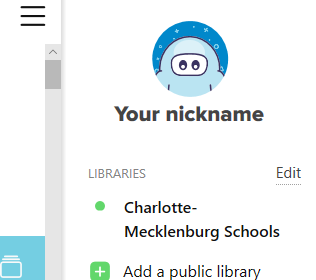 Your nickname
LIBRARIES Edit
Charlotte-
Mecklenburg Schools
Add a public library